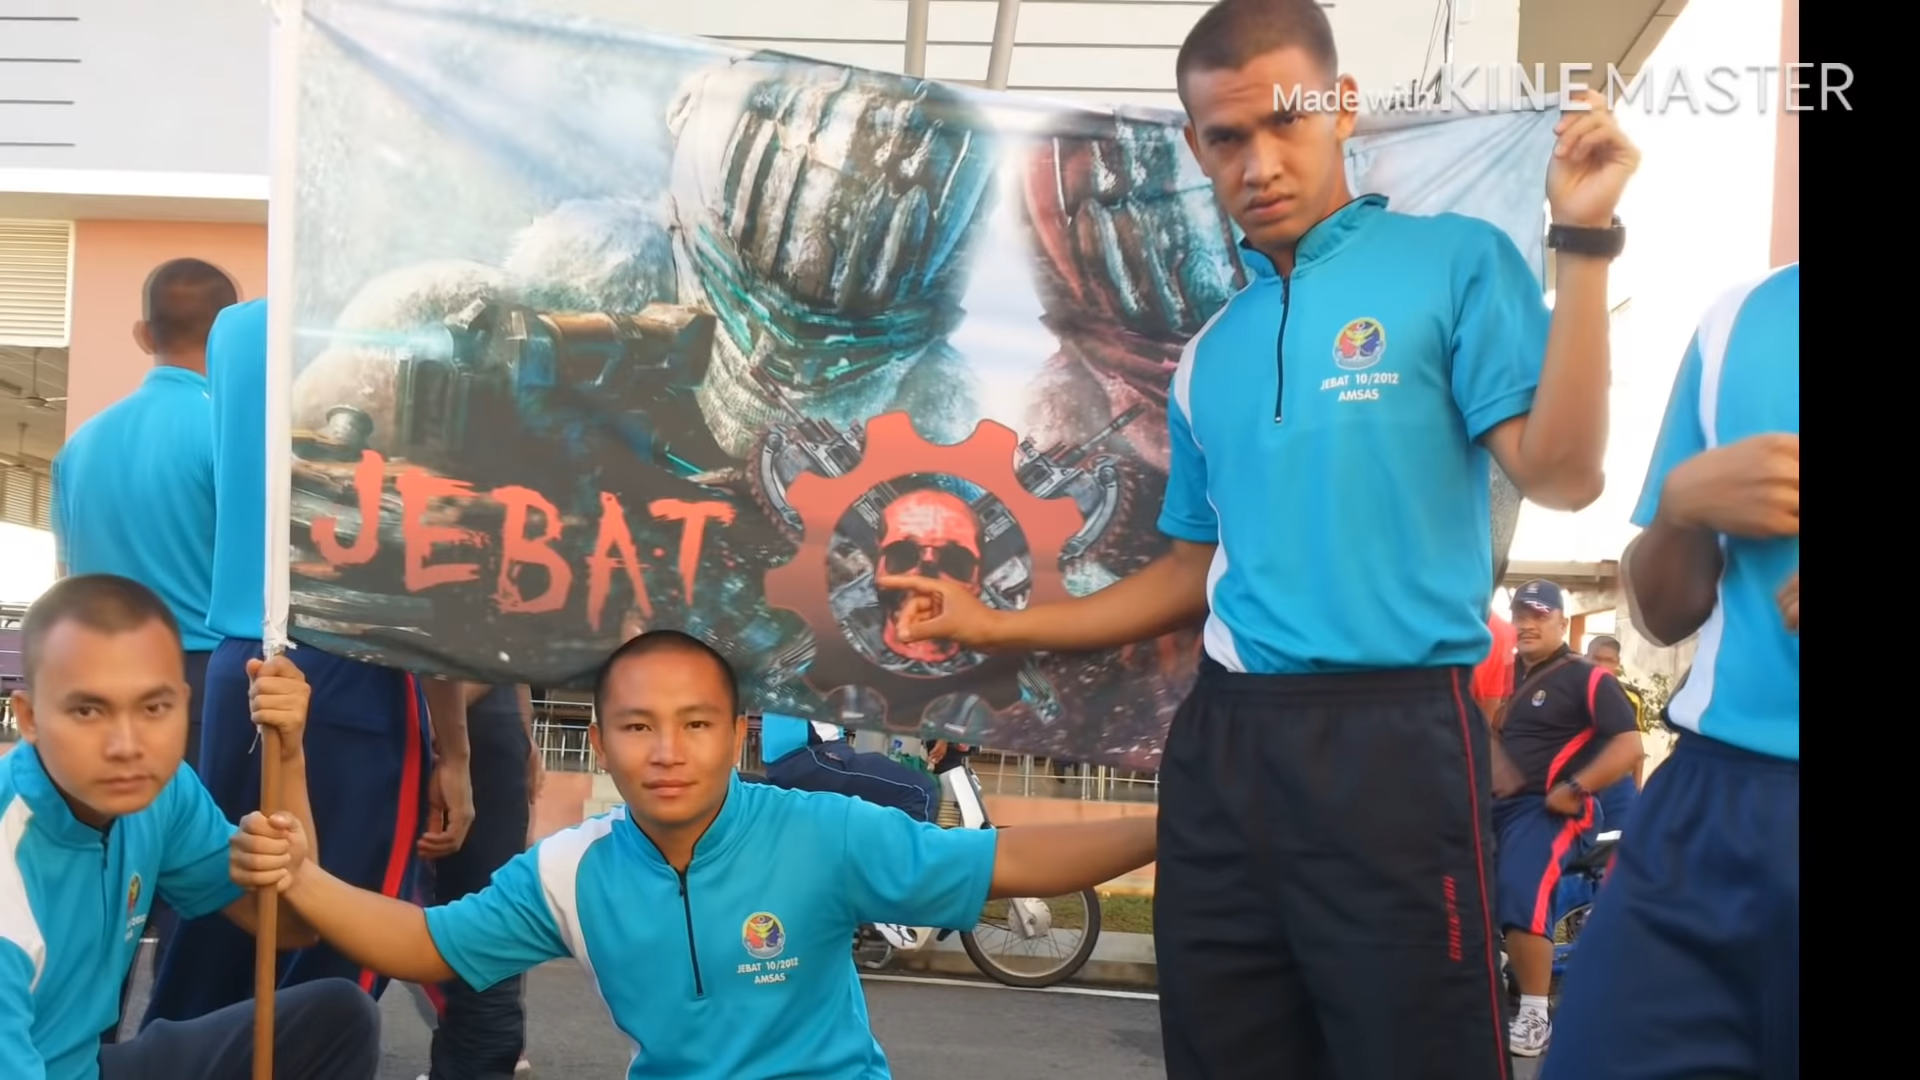 Made with KINEMASTER
JEBAT
JEBAT 10/2012
AMSAS
JEBAT 10/2012
AMSAS